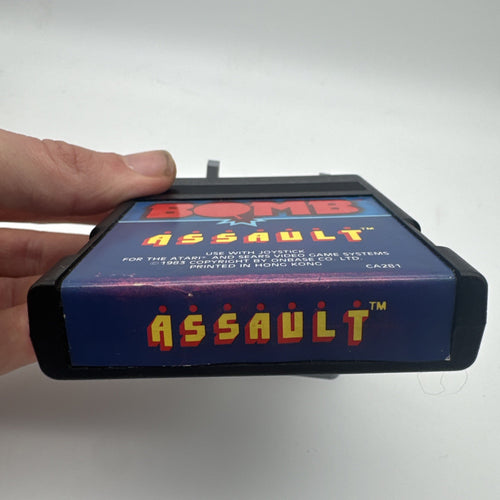 BOMB
ASSAULT™
USE WITH JOYSTICK
FOR THE ATARI® AND SEARS VIDEO GAME SYSTEMS
©1983 COPYRIGHT BY ONBASE CO. LTD.
PRINTED IN HONG KONG
CA281
ASSAULT™